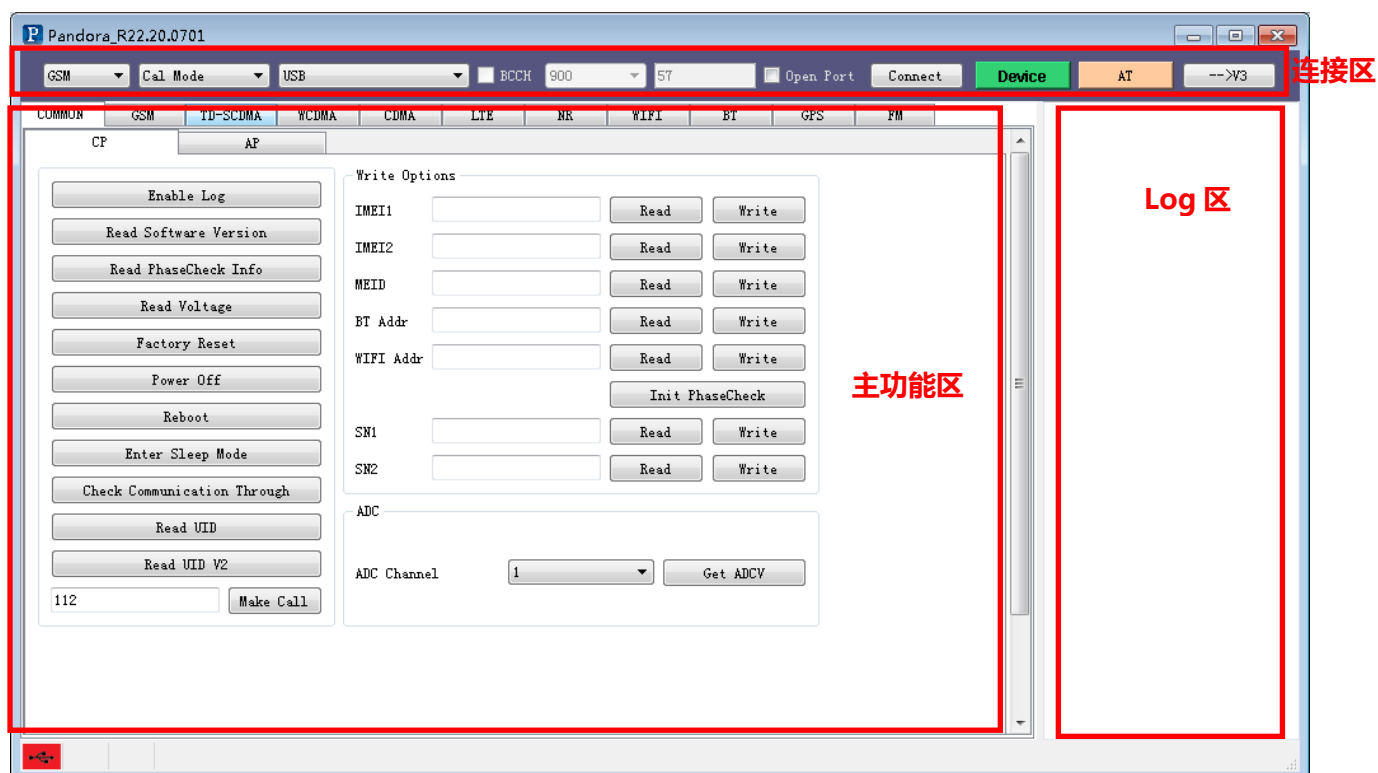 Pandora_R22.20.0701
GSM Cal Mode USB BCCH 900 57 Open Port Connect Device AT -->V3
连接区
COMMON GSM TD-SCDMA WCDMA CDMA LTE NR WIFI BT GPS FM
CP AP
Enable Log
Read Software Version
Read PhaseCheck Info
Read Voltage
Factory Reset
Power Off
Reboot
Enter Sleep Mode
Check Communication Through
Read UID
Read UID V2
112 Make Call
Write Options
IMEI1 Read Write
IMEI2 Read Write
MEID Read Write
BT Addr Read Write
WIFI Addr Read Write
Init PhaseCheck
SN1 Read Write
SN2 Read Write
ADC
ADC Channel 1 Get ADCV
主功能区
Log 区